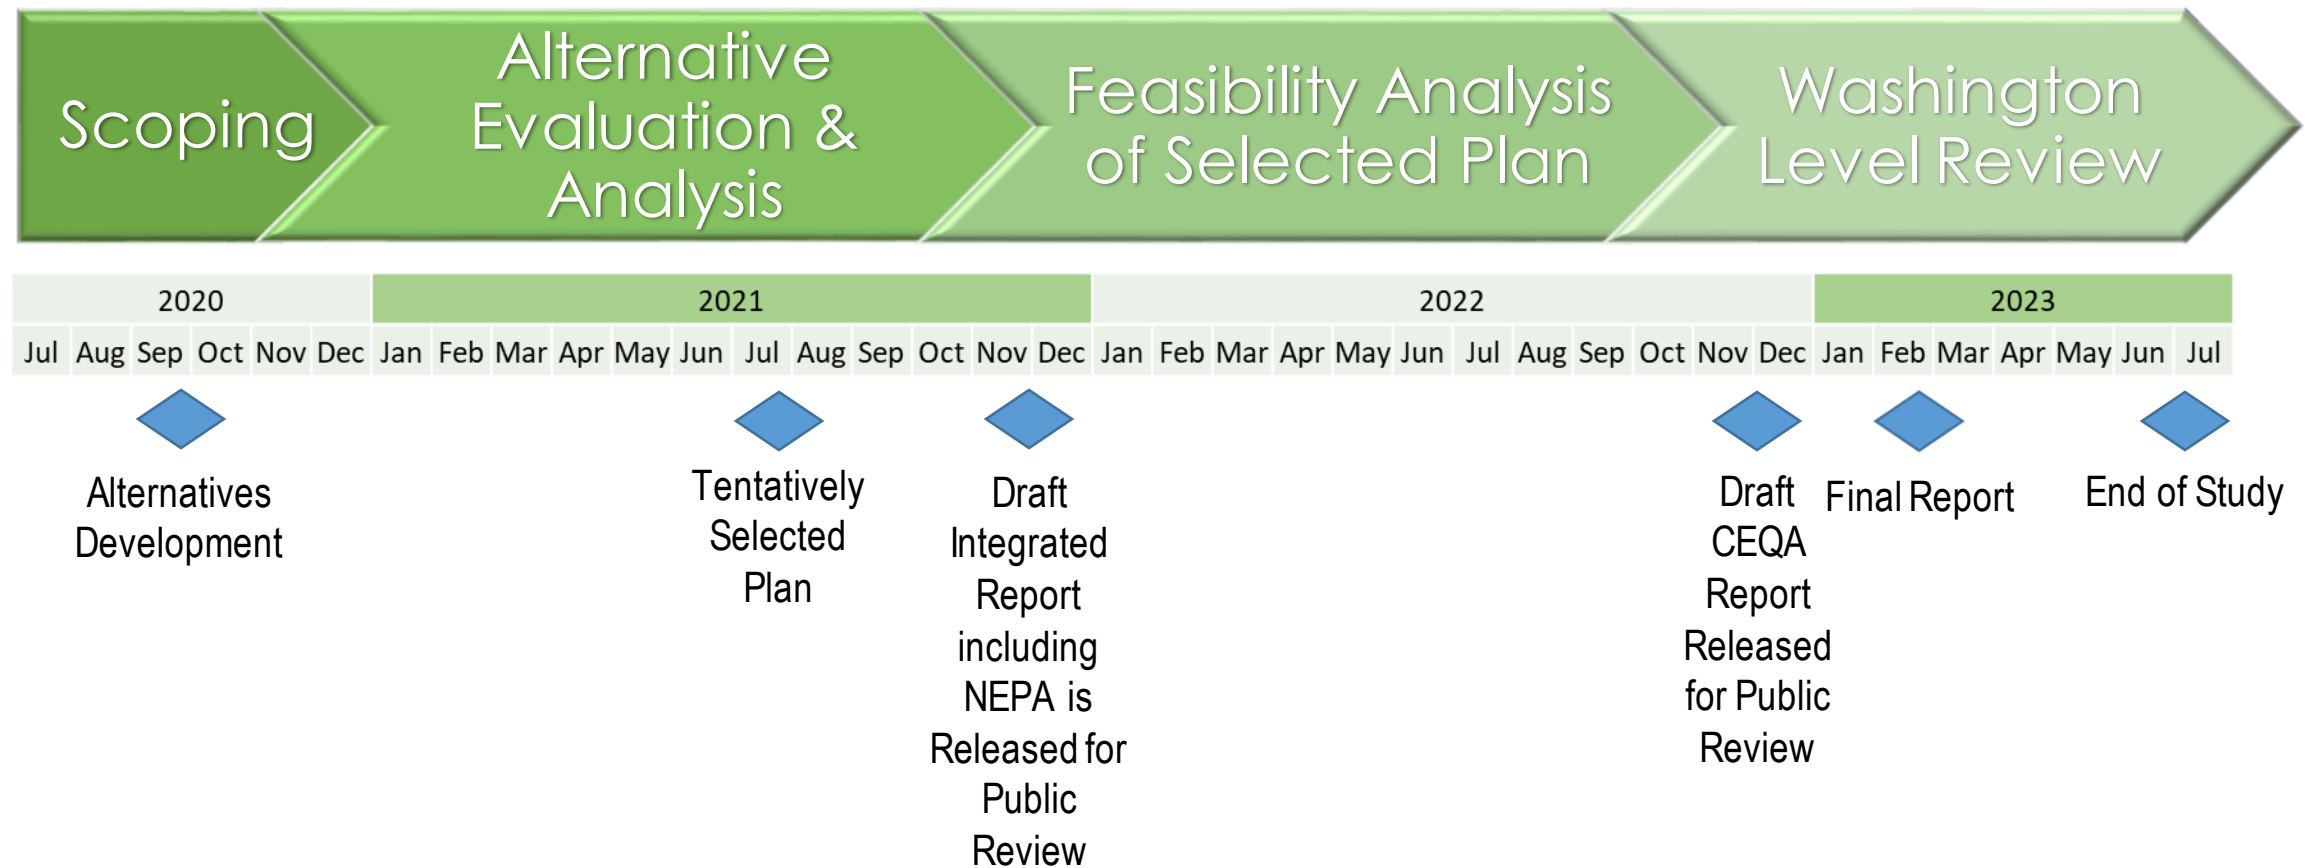 Scoping
Alternative
Evaluation &
Analysis
Feasibility Analysis
of Selected Plan
Washington
Level Review
2020 2021 2022 2023
Jul Aug Sep Oct Nov Dec Jan Feb Mar Apr May Jun Jul Aug Sep Oct Nov Dec Jan Feb Mar Apr May Jun Jul Aug Sep Oct Nov Dec Jan Feb Mar Apr May Jun Jul
Alternatives
Development
Tentatively
Selected
Plan
Draft
Integrated
Report
including
NEPA is
Released for
Public
Review
Draft
CEQA
Report
Released
for Public
Review
Final Report
End of Study